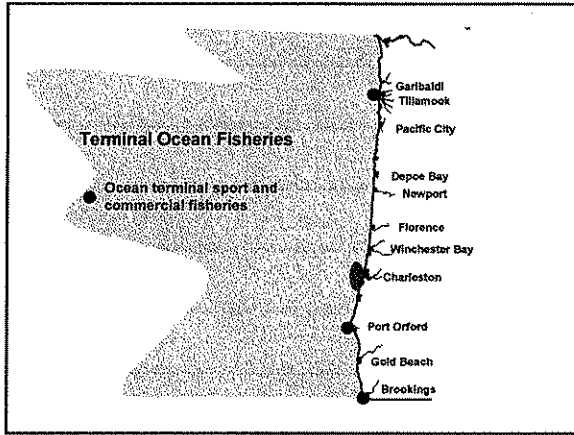 Garibaldi
Tillamook
Pacific City
Terminal Ocean Fisheries
Depoe Bay
Ocean terminal sport and
commercial fisheries
Newport
Florence
Winchester Bay
Charleston
Port Orford
Gold Beach
Brookings